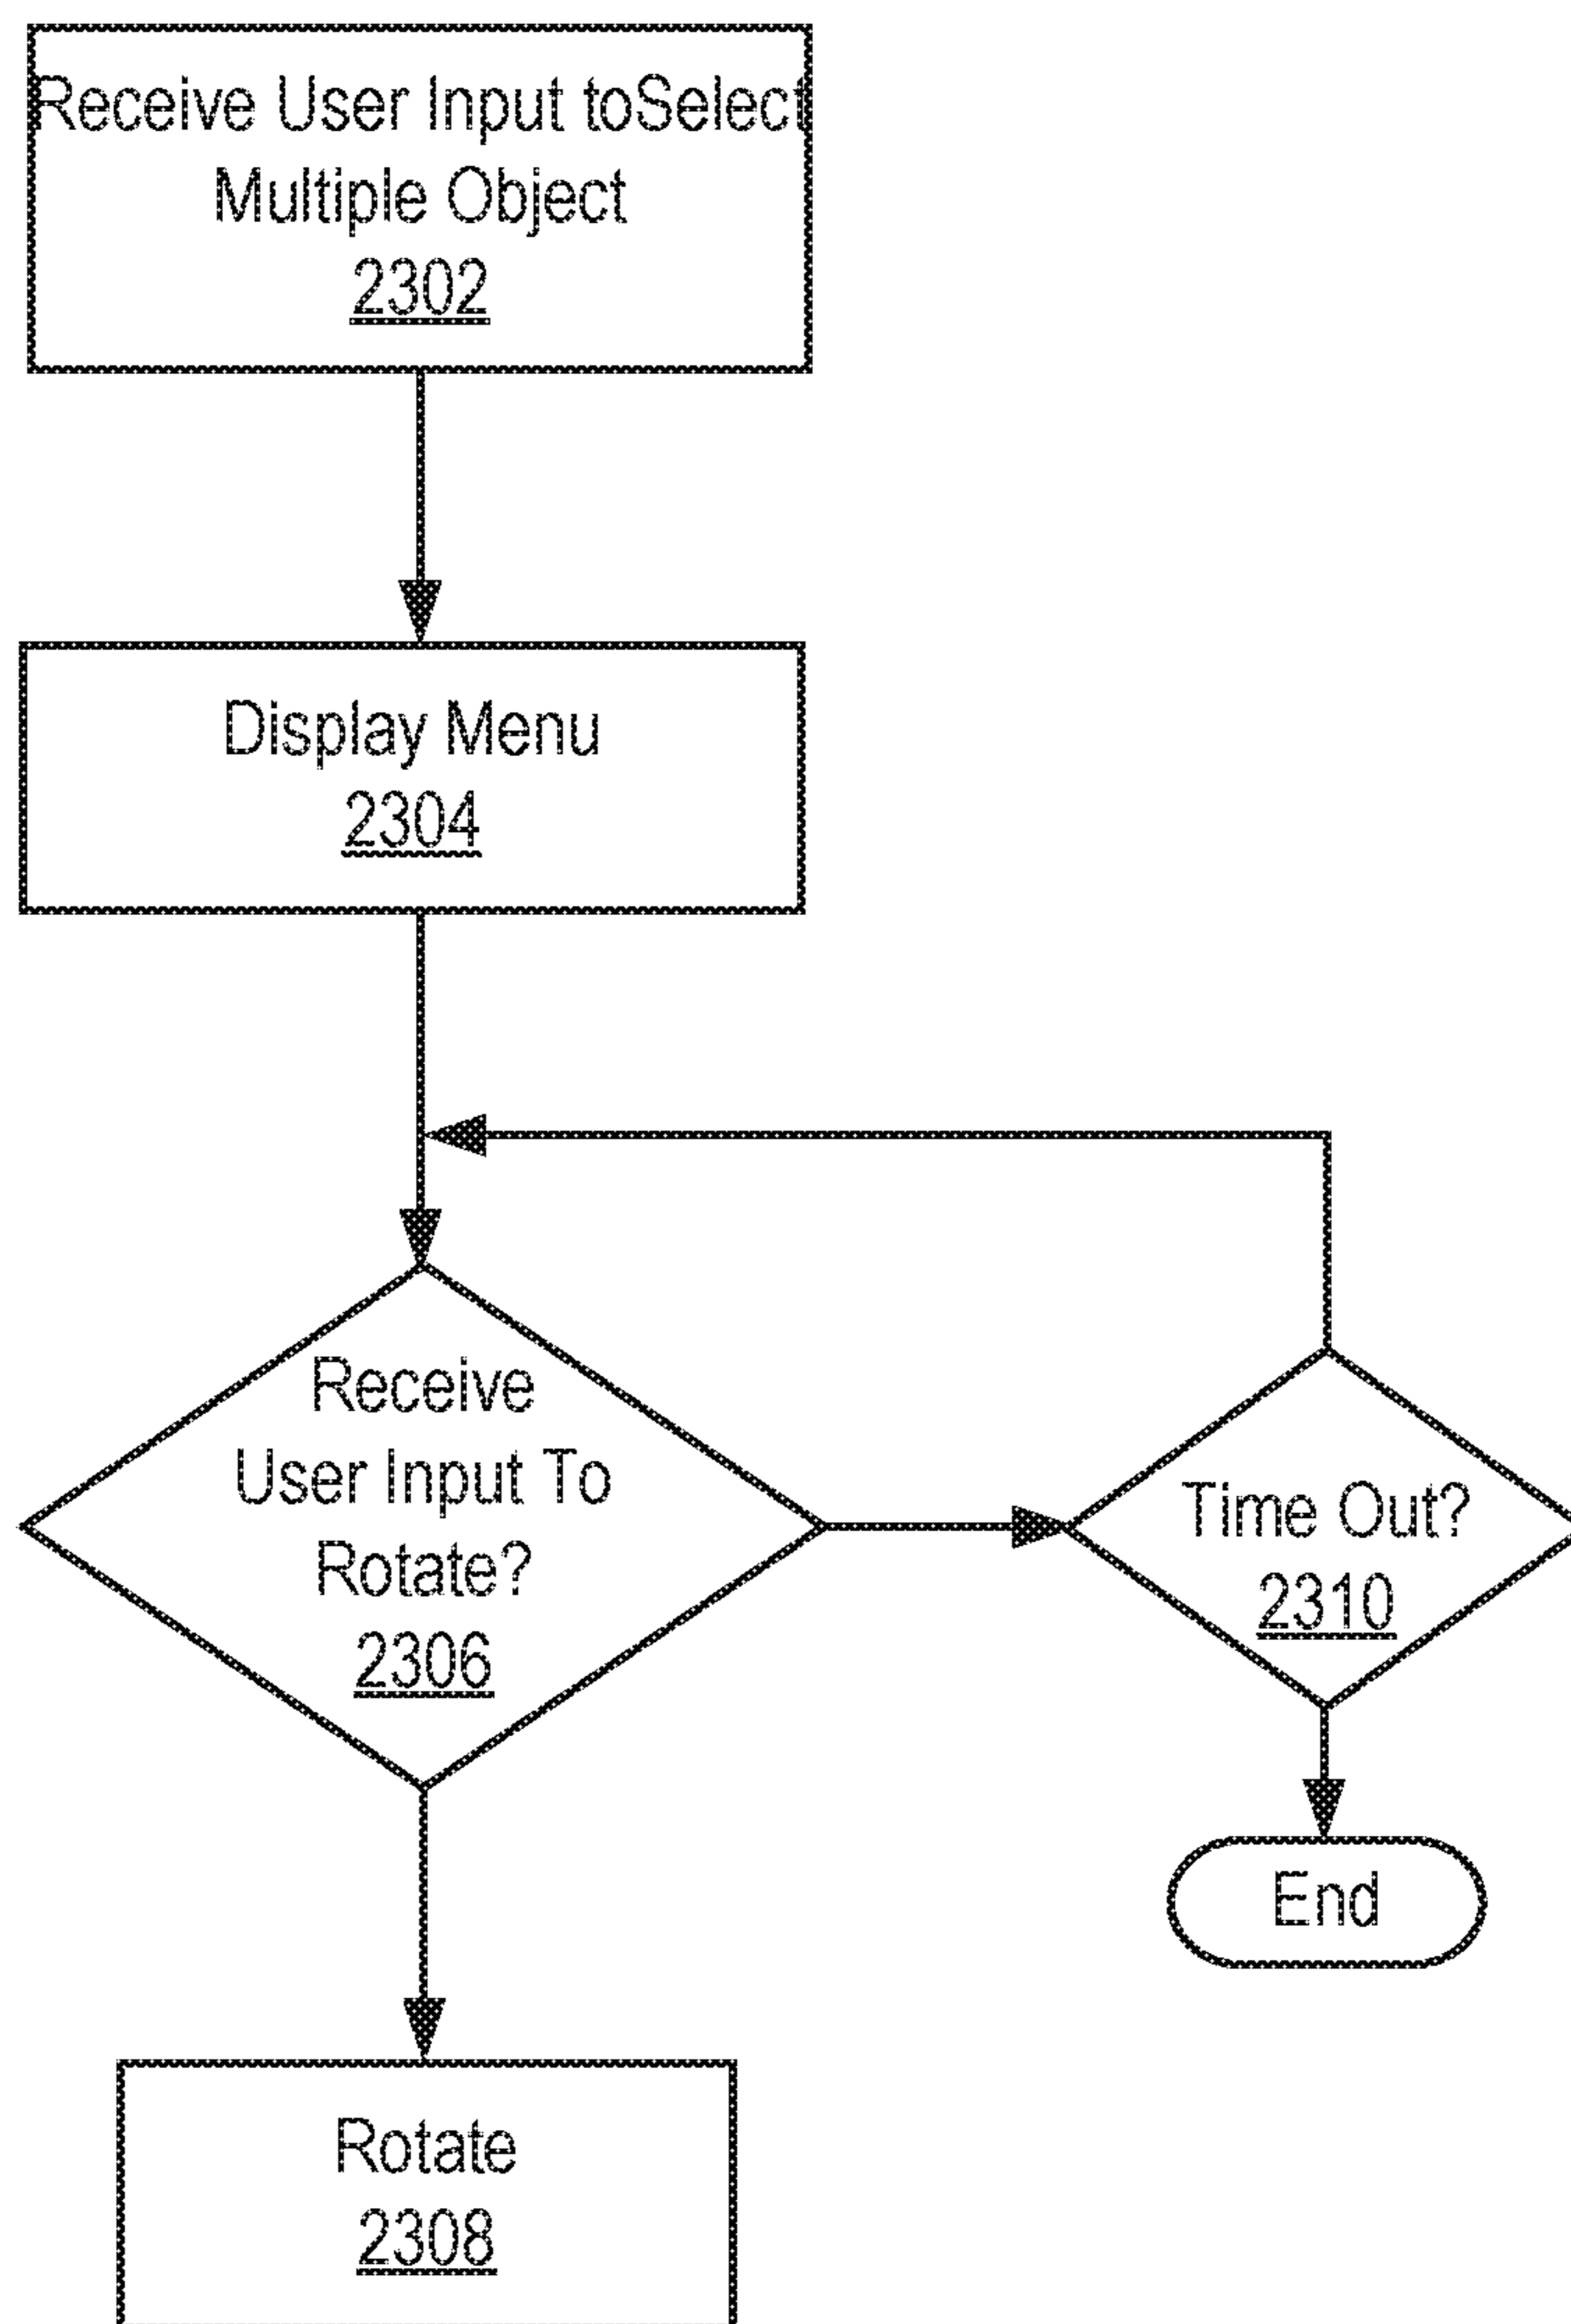 Receive User Input toSelect
Multiple Object
2302
Display Menu
2304
Receive
User Input To
Rotate?
2306
Time Out?
2310
End
Rotate
2308